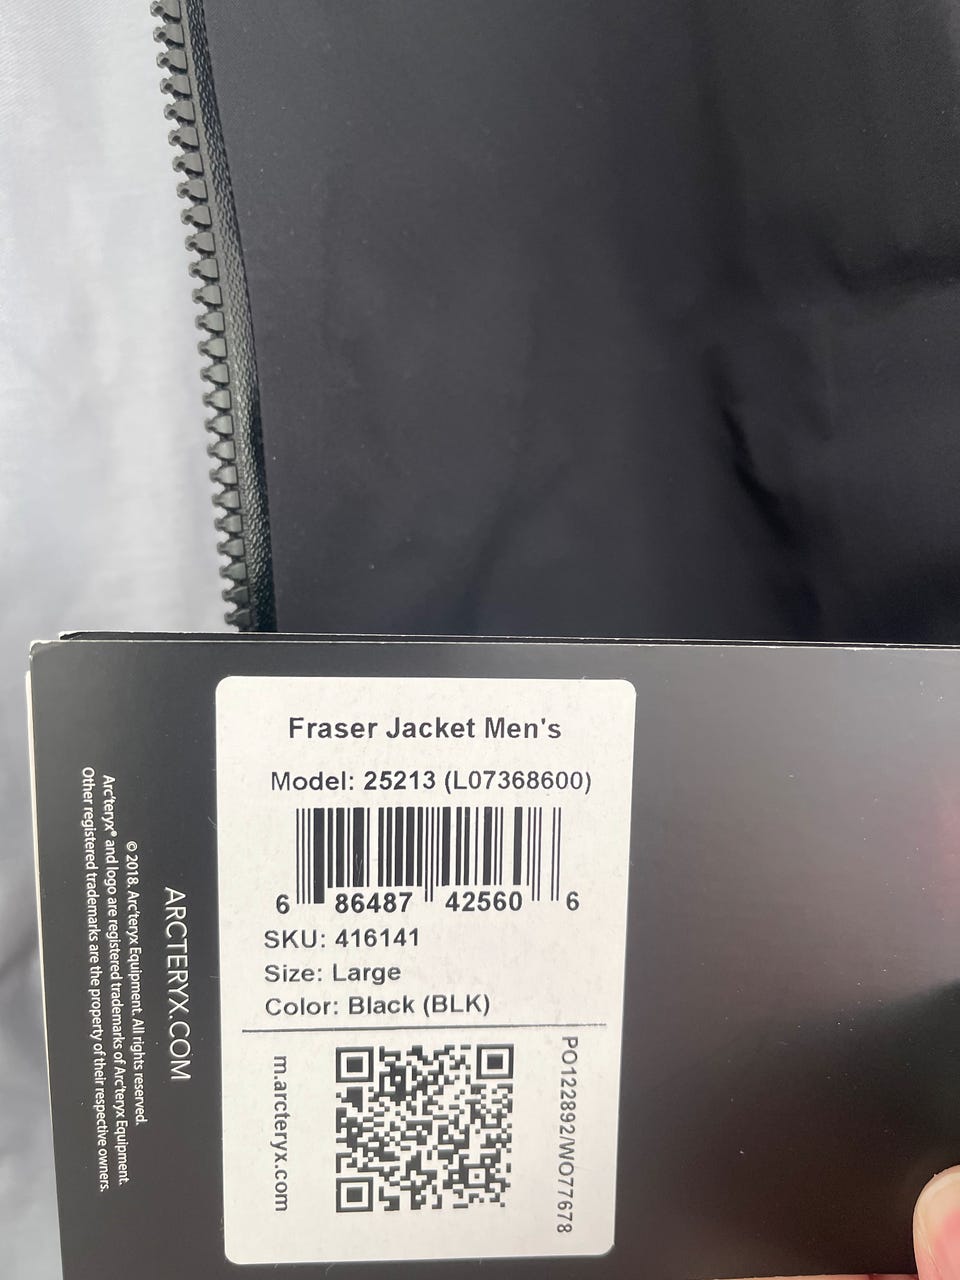 Fraser Jacket Men's
Model: 25213 (L07368600)
6 86487 42560 6
SKU: 416141
Size: Large
Color: Black (BLK)
m.arcteryx.com
PO122892/WO77678
ARCTERYX.COM
© 2018. Arc'teryx Equipment. All rights reserved.
Arc'teryx® and logo are registered trademarks of Arc'teryx Equipment.
Other registered trademarks are the property of their respective owners.